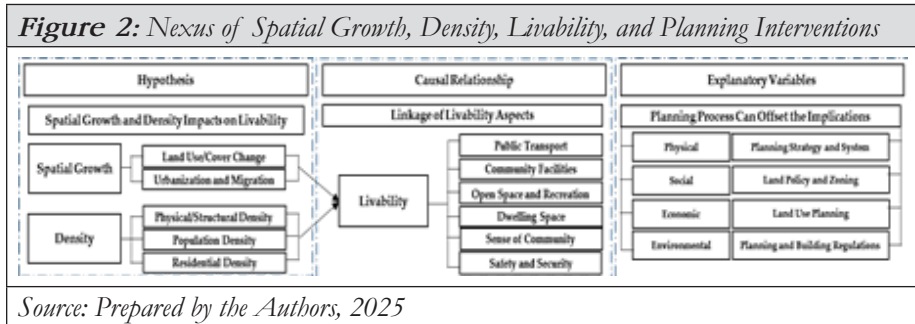 Figure 2: Nexus of Spatial Growth, Density, Livability, and Planning Interventions
Hypothesis
Spatial Growth and Density Impacts on Livability
Spatial Growth
Land Use/Cover Change
Urbanization and Migration
Density
Physical/Structural Density
Population Density
Residential Density
Causal Relationship
Linkage of Livability Aspects
Livability
Public Transport
Community Facilities
Open Space and Recreation
Dwelling Space
Sense of Community
Safety and Security
Explanatory Variables
Planning Process Can Offset the Implications
Physical
Planning Strategy and System
Social
Land Policy and Zoning
Economic
Land Use Planning
Environmental
Planning and Building Regulations
Source: Prepared by the Authors, 2025